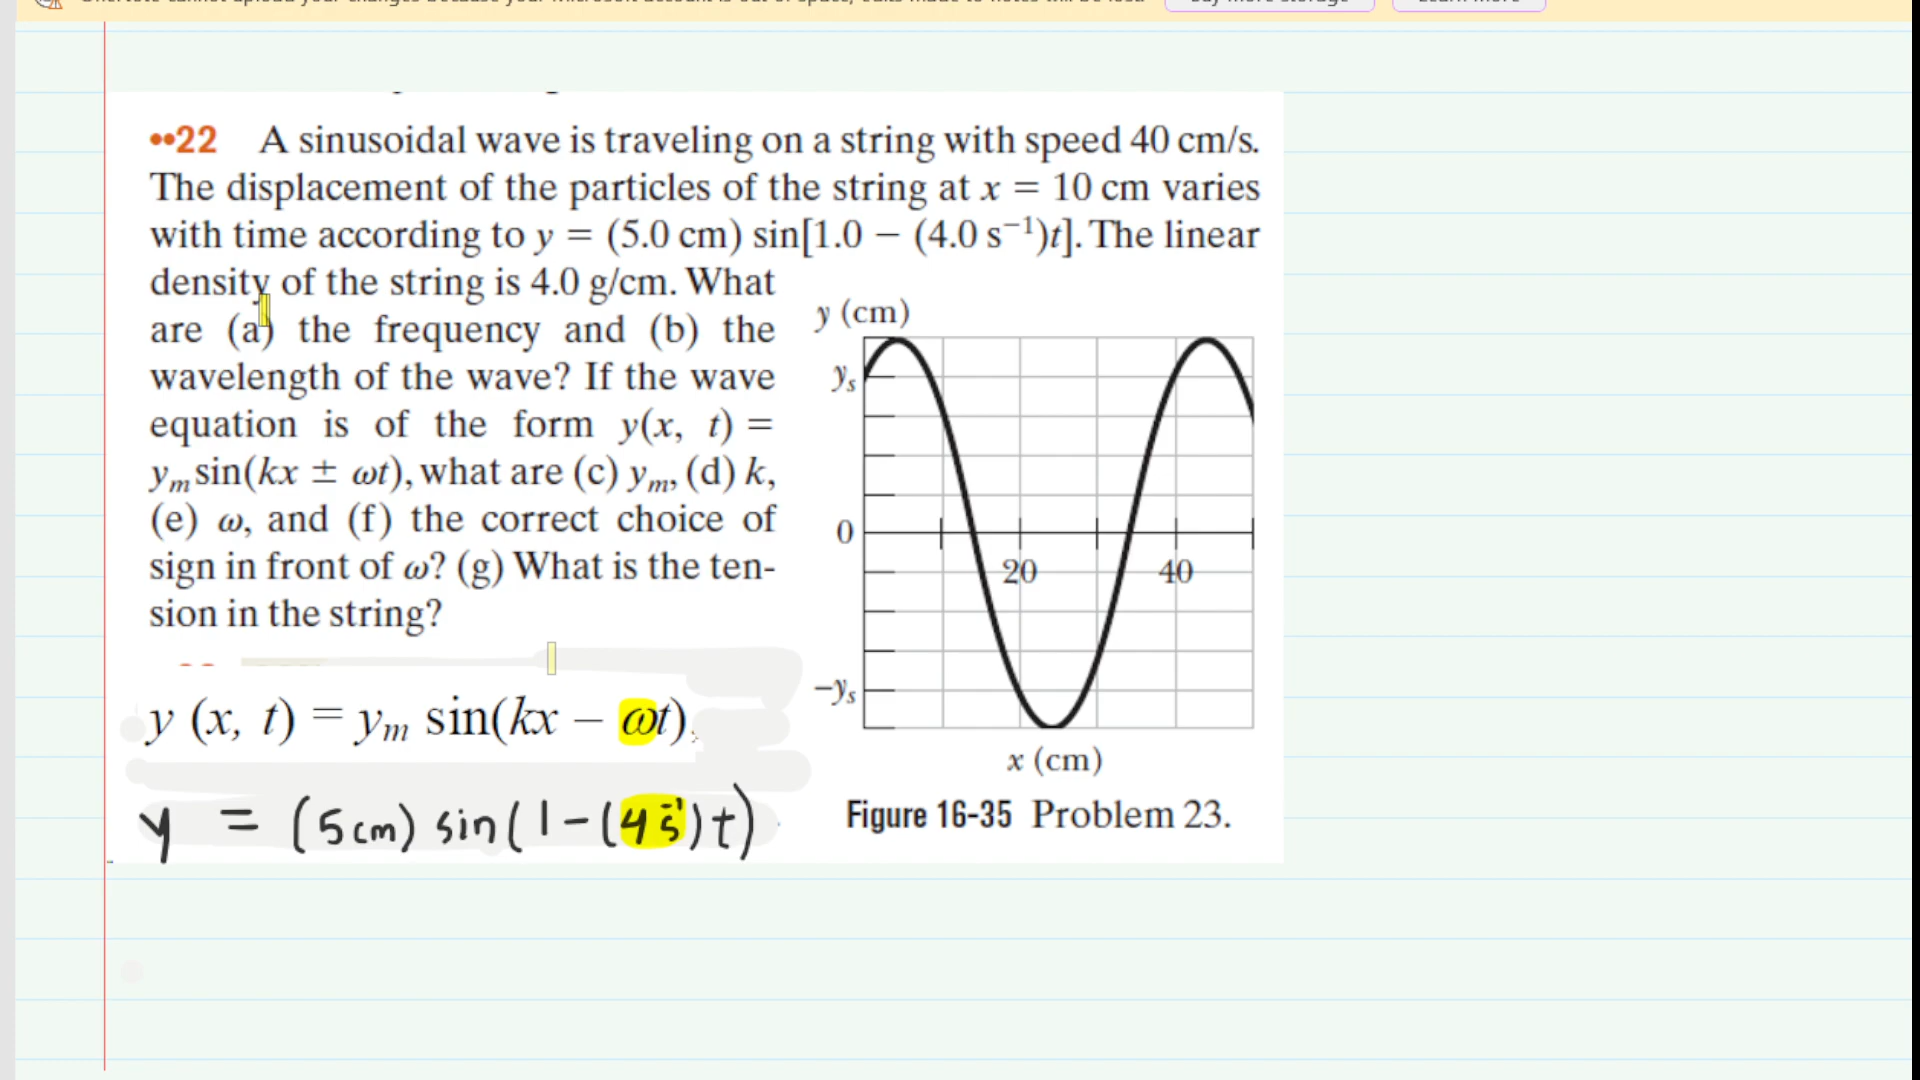 ••22 A sinusoidal wave is traveling on a string with speed 40 cm/s.
The displacement of the particles of the string at x = 10 cm varies
with time according to y = (5.0 cm) sin[1.0 − (4.0 s⁻¹)t]. The linear
density of the string is 4.0 g/cm. What
are (a) the frequency and (b) the
wavelength of the wave? If the wave
equation is of the form y(x, t) =
yₘ sin(kx ± ωt), what are (c) yₘ, (d) k,
(e) ω, and (f) the correct choice of
sign in front of ω? (g) What is the ten-
sion in the string?
y (cm)
yₛ
0
20
40
−yₛ
x (cm)
Figure 16-35 Problem 23.
y (x, t) = yₘ sin(kx − ωt)
y = (5cm) sin(1-(4s⁻¹)t)